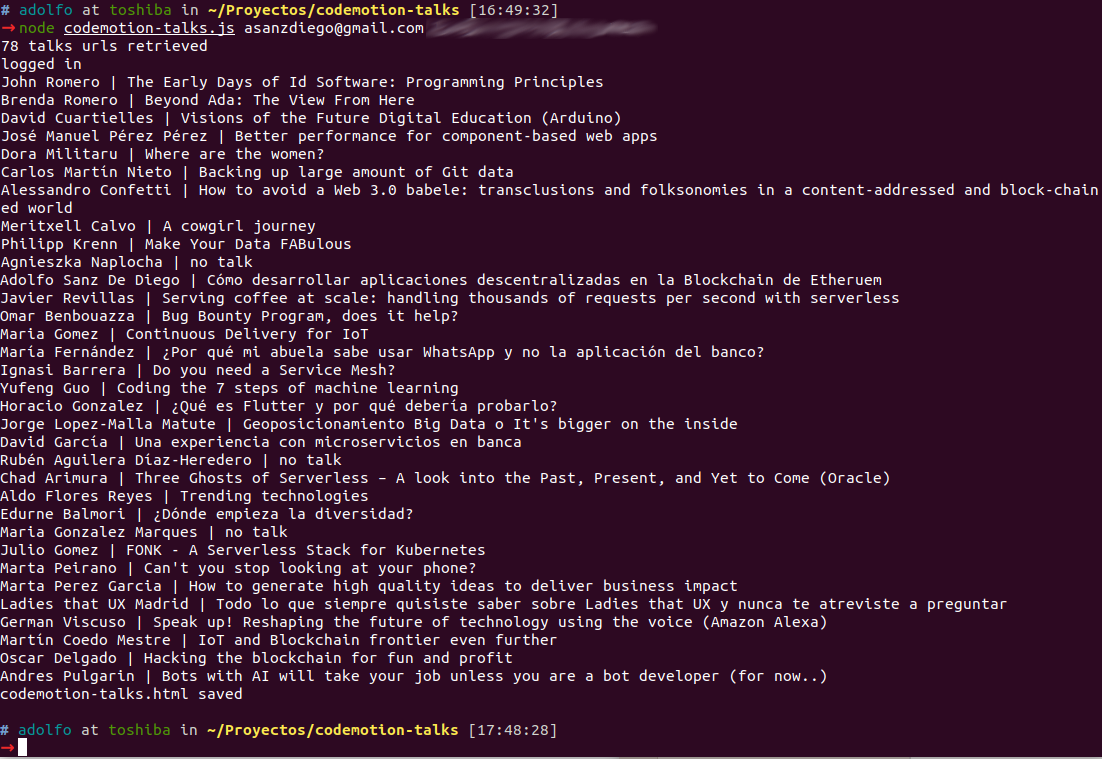 # adolfo at toshiba in ~/Proyectos/codemotion-talks [16:49:32]
→ node codemotion-talks.js asanzdiego@gmail.com
78 talks urls retrieved
logged in
John Romero | The Early Days of Id Software: Programming Principles
Brenda Romero | Beyond Ada: The View From Here
David Cuartielles | Visions of the Future Digital Education (Arduino)
José Manuel Pérez Pérez | Better performance for component-based web apps
Dora Militaru | Where are the women?
Carlos Martín Nieto | Backing up large amount of Git data
Alessandro Confetti | How to avoid a Web 3.0 babele: transclusions and folksonomies in a content-addressed and block-chain
ed world
Meritxell Calvo | A cowgirl journey
Philipp Krenn | Make Your Data FABulous
Agnieszka Naplocha | no talk
Adolfo Sanz De Diego | Cómo desarrollar aplicaciones descentralizadas en la Blockchain de Etheruem
Javier Revillas | Serving coffee at scale: handling thousands of requests per second with serverless
Omar Benbouazza | Bug Bounty Program, does it help?
Maria Gomez | Continuous Delivery for IoT
María Fernández | ¿Por qué mi abuela sabe usar WhatsApp y no la aplicación del banco?
Ignasi Barrera | Do you need a Service Mesh?
Yufeng Guo | Coding the 7 steps of machine learning
Horacio Gonzalez | ¿Qué es Flutter y por qué debería probarlo?
Jorge Lopez-Malla Matute | Geoposicionamiento Big Data o It's bigger on the inside
David García | Una experiencia con microservicios en banca
Rubén Aguilera Díaz-Heredero | no talk
Chad Arimura | Three Ghosts of Serverless – A look into the Past, Present, and Yet to Come (Oracle)
Aldo Flores Reyes | Trending technologies
Edurne Balmori | ¿Dónde empieza la diversidad?
Maria Gonzalez Marques | no talk
Julio Gomez | FONK - A Serverless Stack for Kubernetes
Marta Peirano | Can't you stop looking at your phone?
Marta Perez Garcia | How to generate high quality ideas to deliver business impact
Ladies that UX Madrid | Todo lo que siempre quisiste saber sobre Ladies that UX y nunca te atreviste a preguntar
German Viscuso | Speak up! Reshaping the future of technology using the voice (Amazon Alexa)
Martín Coedo Mestre | IoT and Blockchain frontier even further
Oscar Delgado | Hacking the blockchain for fun and profit
Andres Pulgarin | Bots with AI will take your job unless you are a bot developer (for now..)
codemotion-talks.html saved
# adolfo at toshiba in ~/Proyectos/codemotion-talks [17:48:28]
→